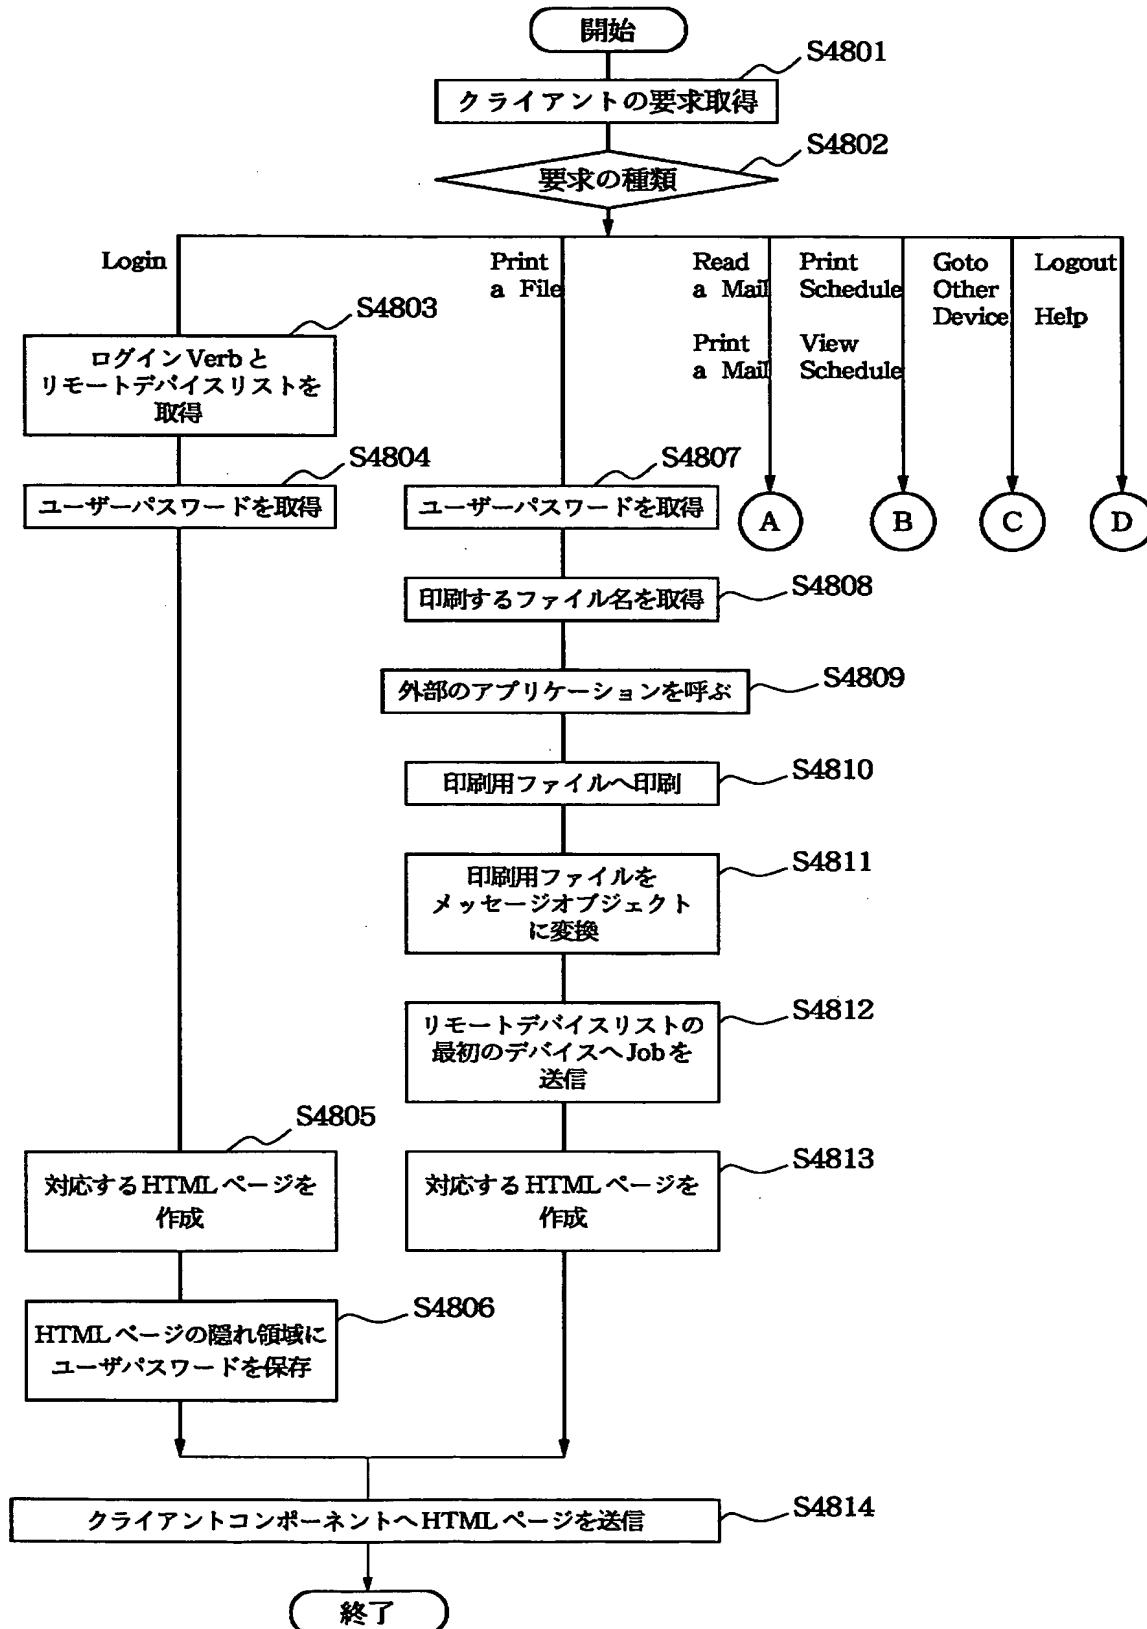 開始
S4801
クライアントの要求取得
S4802
要求の種類
Login
Print
a File
Read
a Mail
Print
a Mail
Print
Schedule
View
Schedule
Goto
Other
Device
Logout
Help
S4803
ログインVerbと
リモートデバイスリストを
取得
S4804
ユーザーパスワードを取得
S4807
ユーザーパスワードを取得
A
B
C
D
印刷するファイル名を取得
S4808
外部のアプリケーションを呼ぶ
S4809
印刷用ファイルへ印刷
S4810
印刷用ファイルを
メッセージオブジェクト
に変換
S4811
リモートデバイスリストの
最初のデバイスへJobを
送信
S4812
S4805
対応するHTMLページを
作成
対応するHTMLページを
作成
S4813
HTMLページの隠れ領域に
ユーザパスワードを保存
S4806
クライアントコンポーネントへHTMLページを送信
S4814
終了